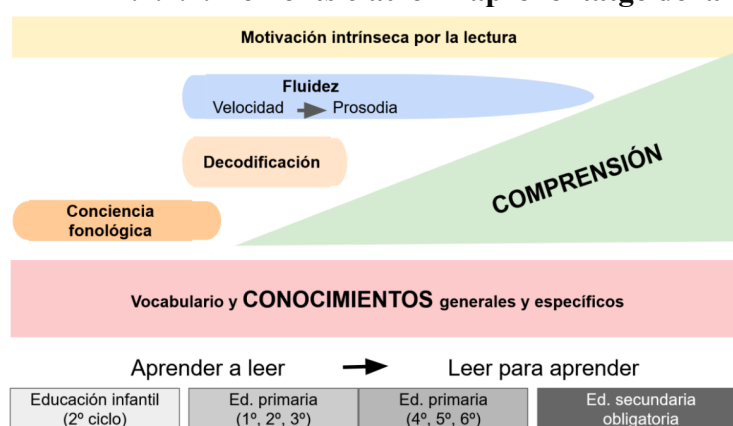 Motivación intrínseca por la lectura
Fluidez
Velocidad Prosodia
Decodificación
COMPRENSIÓN
Conciencia
fonológica
Vocabulario y CONOCIMIENTOS generales y específicos
Aprender a leer Leer para aprender
Educación infantil
(2º ciclo)
Ed. primaria
(1º, 2º, 3º)
Ed. primaria
(4º, 5º, 6º)
Ed. secundaria
obligatoria